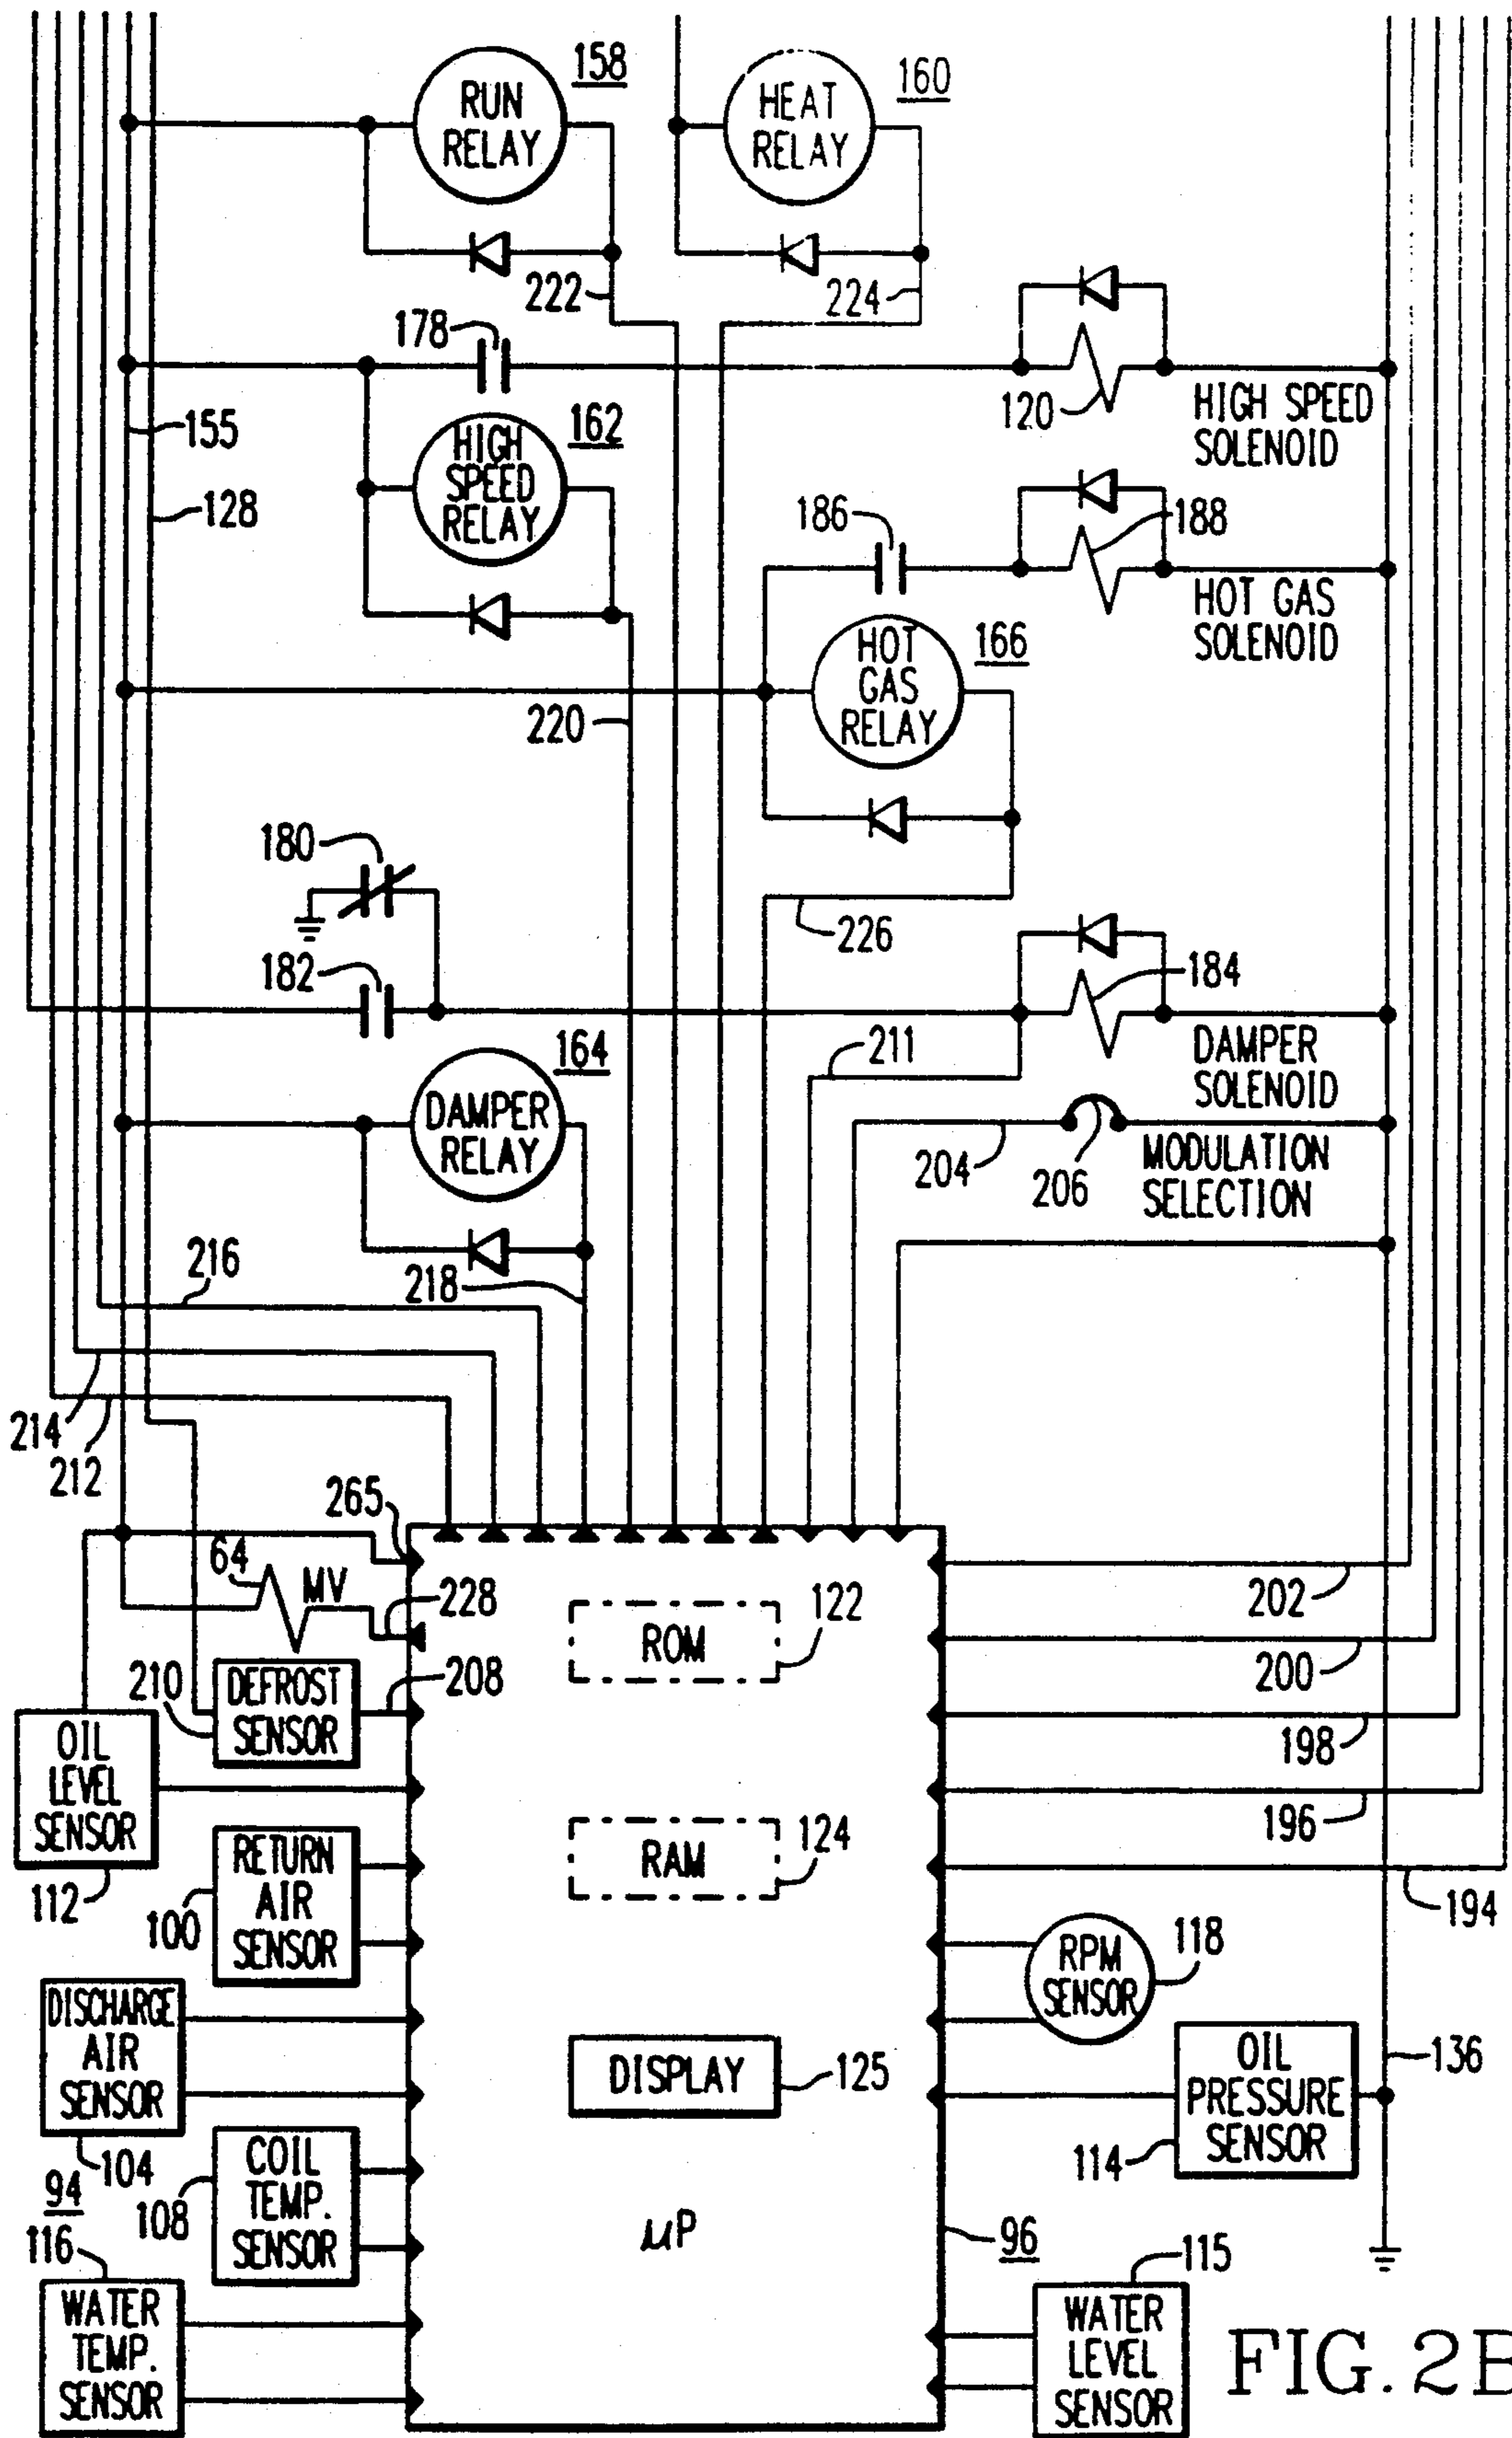 158
RUN
RELAY
160
HEAT
RELAY
222
224
178
120
HIGH SPEED
SOLENOID
155
162
HIGH
SPEED
RELAY
128
186
188
HOT GAS
SOLENOID
HOT
GAS
RELAY
166
220
180
226
182
184
211
DAMPER
SOLENOID
164
DAMPER
RELAY
204
206
MODULATION
SELECTION
216
218
214
212
265
64
MV
228
202
ROM
122
200
210
DEFROST
SENSOR
208
198
OIL
LEVEL
SENSOR
112
196
RETURN
AIR
SENSOR
100
RAM
124
194
RPM
SENSOR
118
DISCHARGE
AIR
SENSOR
104
DISPLAY
125
OIL
PRESSURE
SENSOR
114
136
94
COIL
TEMP.
SENSOR
108
μP
96
116
WATER
TEMP.
SENSOR
115
WATER
LEVEL
SENSOR
FIG. 2B